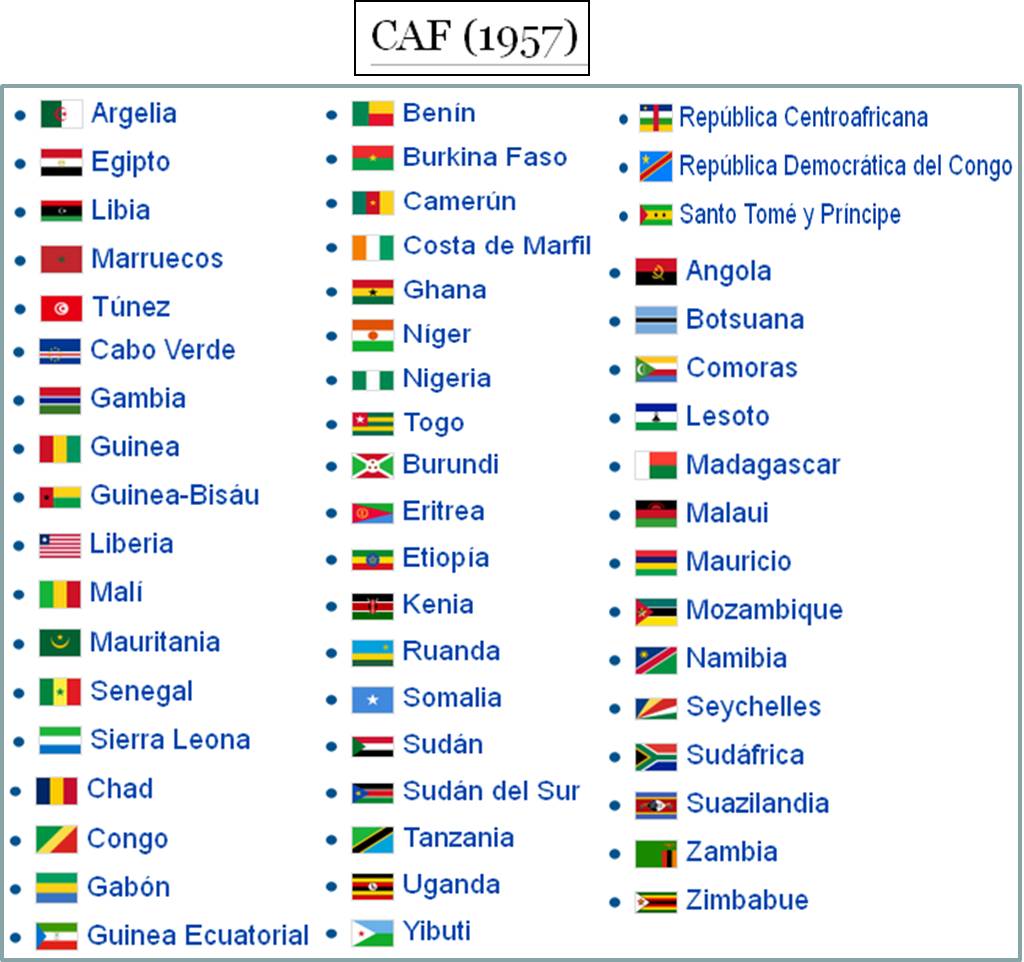 CAF (1957)
Argelia
Egipto
Libia
Marruecos
Túnez
Cabo Verde
Gambia
Guinea
Guinea-Bisáu
Liberia
Malí
Mauritania
Senegal
Sierra Leona
Chad
Congo
Gabón
Guinea Ecuatorial
Benín
Burkina Faso
Camerún
Costa de Marfil
Ghana
Níger
Nigeria
Togo
Burundi
Eritrea
Etiopía
Kenia
Ruanda
Somalia
Sudán
Sudán del Sur
Tanzania
Uganda
Yibuti
República Centroafricana
República Democrática del Congo
Santo Tomé y Príncipe
Angola
Botsuana
Comoras
Lesoto
Madagascar
Malaui
Mauricio
Mozambique
Namibia
Seychelles
Sudáfrica
Suazilandia
Zambia
Zimbabue